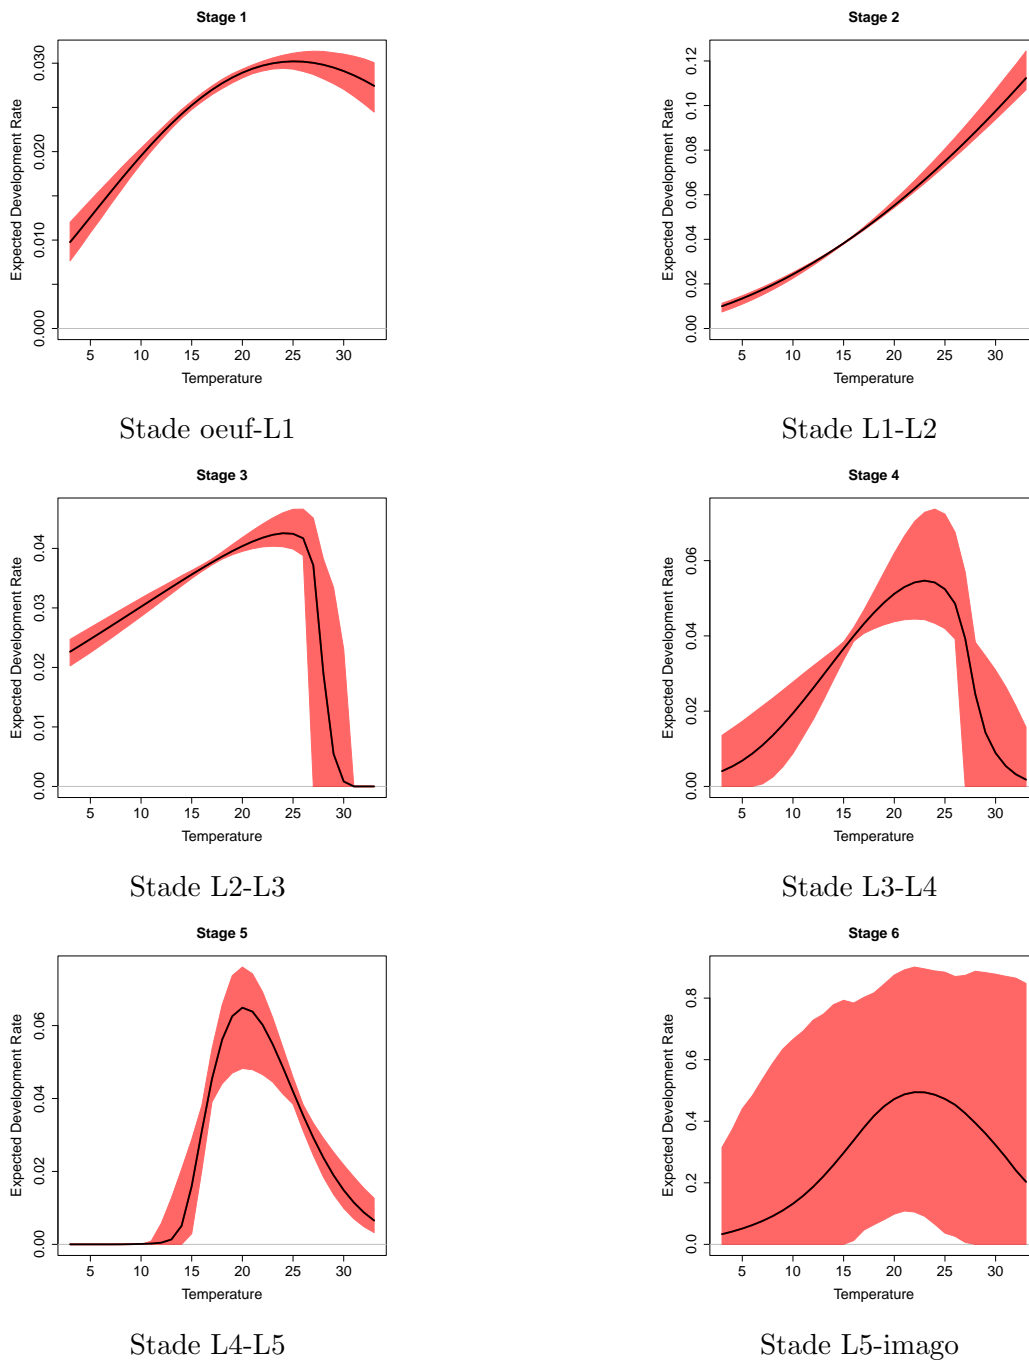 Stage 1
Expected Development Rate
0.000
0.010
0.020
0.030
5 10 15 20 25 30
Temperature
Stade oeuf-L1
Stage 2
Expected Development Rate
0.00
0.02
0.04
0.06
0.08
0.10
0.12
5 10 15 20 25 30
Temperature
Stade L1-L2
Stage 3
Expected Development Rate
0.00
0.01
0.02
0.03
0.04
5 10 15 20 25 30
Temperature
Stade L2-L3
Stage 4
Expected Development Rate
0.00
0.02
0.04
0.06
5 10 15 20 25 30
Temperature
Stade L3-L4
Stage 5
Expected Development Rate
0.00
0.02
0.04
0.06
5 10 15 20 25 30
Temperature
Stade L4-L5
Stage 6
Expected Development Rate
0.0
0.2
0.4
0.6
0.8
5 10 15 20 25 30
Temperature
Stade L5-imago